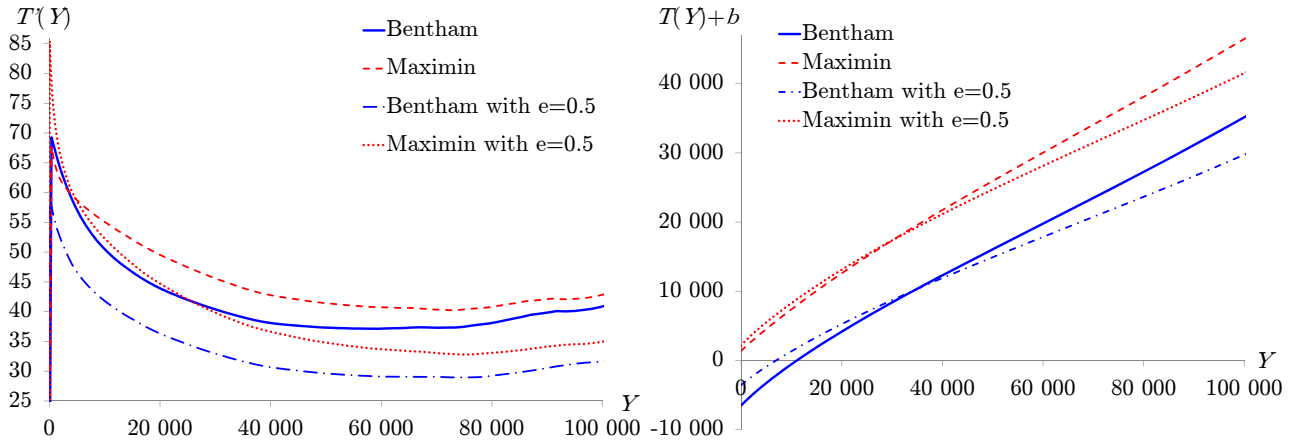 T'(Y)
Bentham
Maximin
Bentham with e=0.5
Maximin with e=0.5
85
80
75
70
65
60
55
50
45
40
35
30
25
0
20 000
40 000
60 000
80 000
100 000
Y
T(Y)+b
Bentham
Maximin
Bentham with e=0.5
Maximin with e=0.5
40 000
30 000
20 000
10 000
0
-10 000
0
20 000
40 000
60 000
80 000
100 000
Y